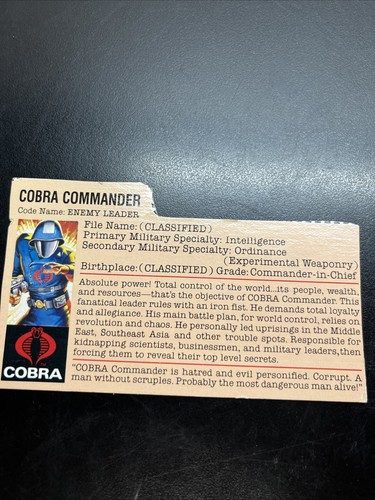 COBRA COMMANDER
Code Name: ENEMY LEADER
File Name: (CLASSIFIED)
Primary Military Specialty: Intelligence
Secondary Military Specialty: Ordinance
(Experimental Weaponry)
Birthplace: (CLASSIFIED) Grade: Commander-in-Chief
Absolute power! Total control of the world...its people, wealth,
and resources—that's the objective of COBRA Commander. This
fanatical leader rules with an iron fist. He demands total loyalty
and allegiance. His main battle plan, for world control, relies on
revolution and chaos. He personally led uprisings in the Middle
East, Southeast Asia and other trouble spots. Responsible for
kidnapping scientists, businessmen, and military leaders, then
forcing them to reveal their top level secrets.
COBRA
"COBRA Commander is hatred and evil personified. Corrupt. A
man without scruples. Probably the most dangerous man alive!"